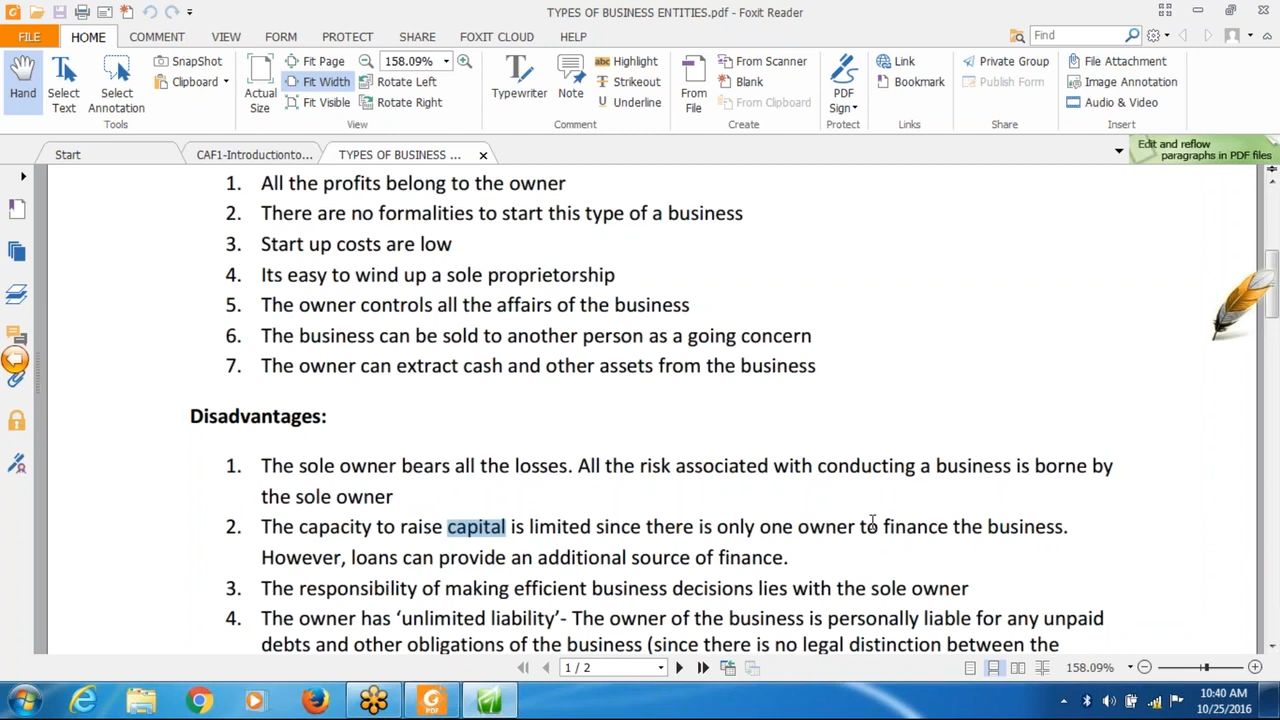 TYPES OF BUSINESS ENTITIES.pdf - Foxit Reader
FILE HOME COMMENT VIEW FORM PROTECT SHARE FOXIT CLOUD HELP Find
Hand
Select Text
Select Annotation
SnapShot
Clipboard
Tools
Actual Size
Fit Page
Fit Width
Fit Visible
158.09%
Rotate Left
Rotate Right
View
Typewriter
Note
Highlight
Strikeout
Underline
Comment
From File
From Scanner
Blank
From Clipboard
Create
PDF Sign
Protect
Link
Bookmark
Links
Private Group
Publish Form
Share
File Attachment
Image Annotation
Audio & Video
Insert
Start CAF1-Introductionto... TYPES OF BUSINESS ...
Edit and reflow
paragraphs in PDF files
1. All the profits belong to the owner
2. There are no formalities to start this type of a business
3. Start up costs are low
4. Its easy to wind up a sole proprietorship
5. The owner controls all the affairs of the business
6. The business can be sold to another person as a going concern
7. The owner can extract cash and other assets from the business
Disadvantages:
1. The sole owner bears all the losses. All the risk associated with conducting a business is borne by
the sole owner
2. The capacity to raise capital is limited since there is only one owner to finance the business.
However, loans can provide an additional source of finance.
3. The responsibility of making efficient business decisions lies with the sole owner
4. The owner has ‘unlimited liability’- The owner of the business is personally liable for any unpaid
debts and other obligations of the business (since there is no legal distinction between the
1 / 2 158.09%
10:40 AM
10/25/2016